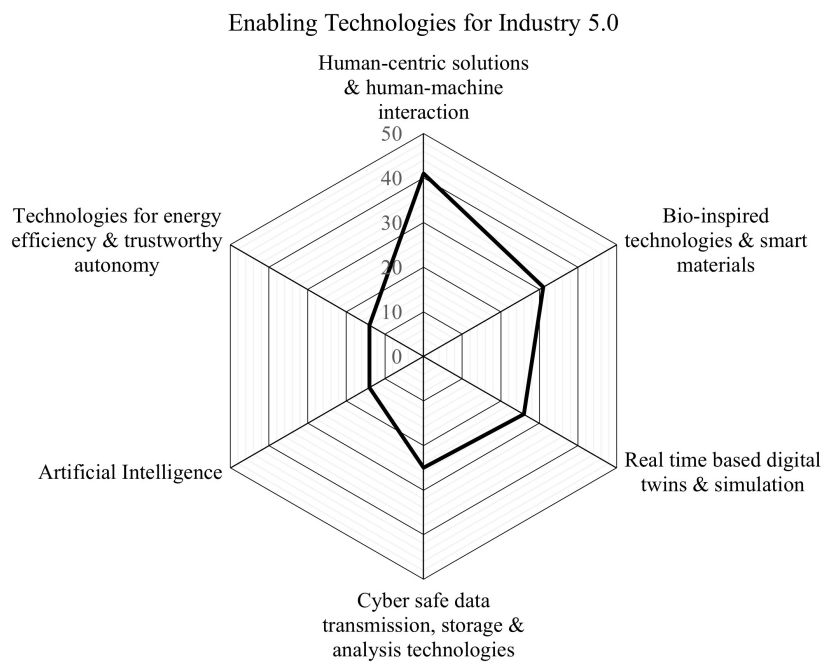 Enabling Technologies for Industry 5.0
Human-centric solutions
& human-machine
interaction
50
40
30
20
10
0
Bio-inspired
technologies & smart
materials
Real time based digital
twins & simulation
Cyber safe data
transmission, storage &
analysis technologies
Artificial Intelligence
Technologies for energy
efficiency & trustworthy
autonomy